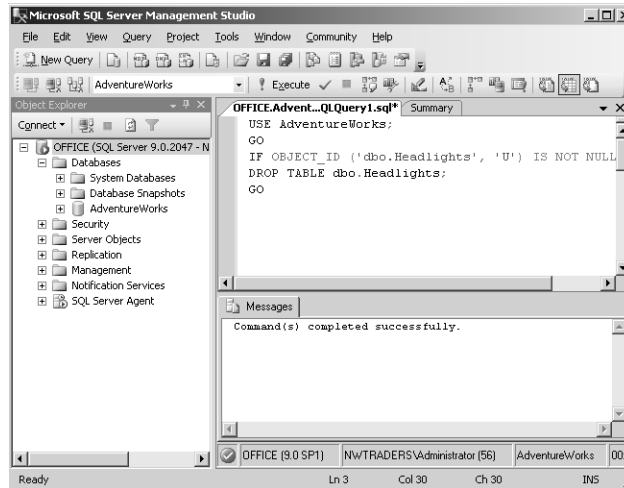 Microsoft SQL Server Management Studio
File Edit View Query Project Tools Window Community Help
New Query
AdventureWorks Execute
Object Explorer
Connect
OFFICE (SQL Server 9.0.2047 - N
Databases
System Databases
Database Snapshots
AdventureWorks
Security
Server Objects
Replication
Management
Notification Services
SQL Server Agent
OFFICE.Advent...QLQuery1.sql* Summary
USE AdventureWorks;
GO
IF OBJECT_ID ('dbo.Headlights', 'U') IS NOT NULL
DROP TABLE dbo.Headlights;
GO
Messages
Command(s) completed successfully.
OFFICE (9.0 SP1) NWTRADERS\Administrator (56) AdventureWorks 00:
Ready Ln 3 Col 30 Ch 30 INS